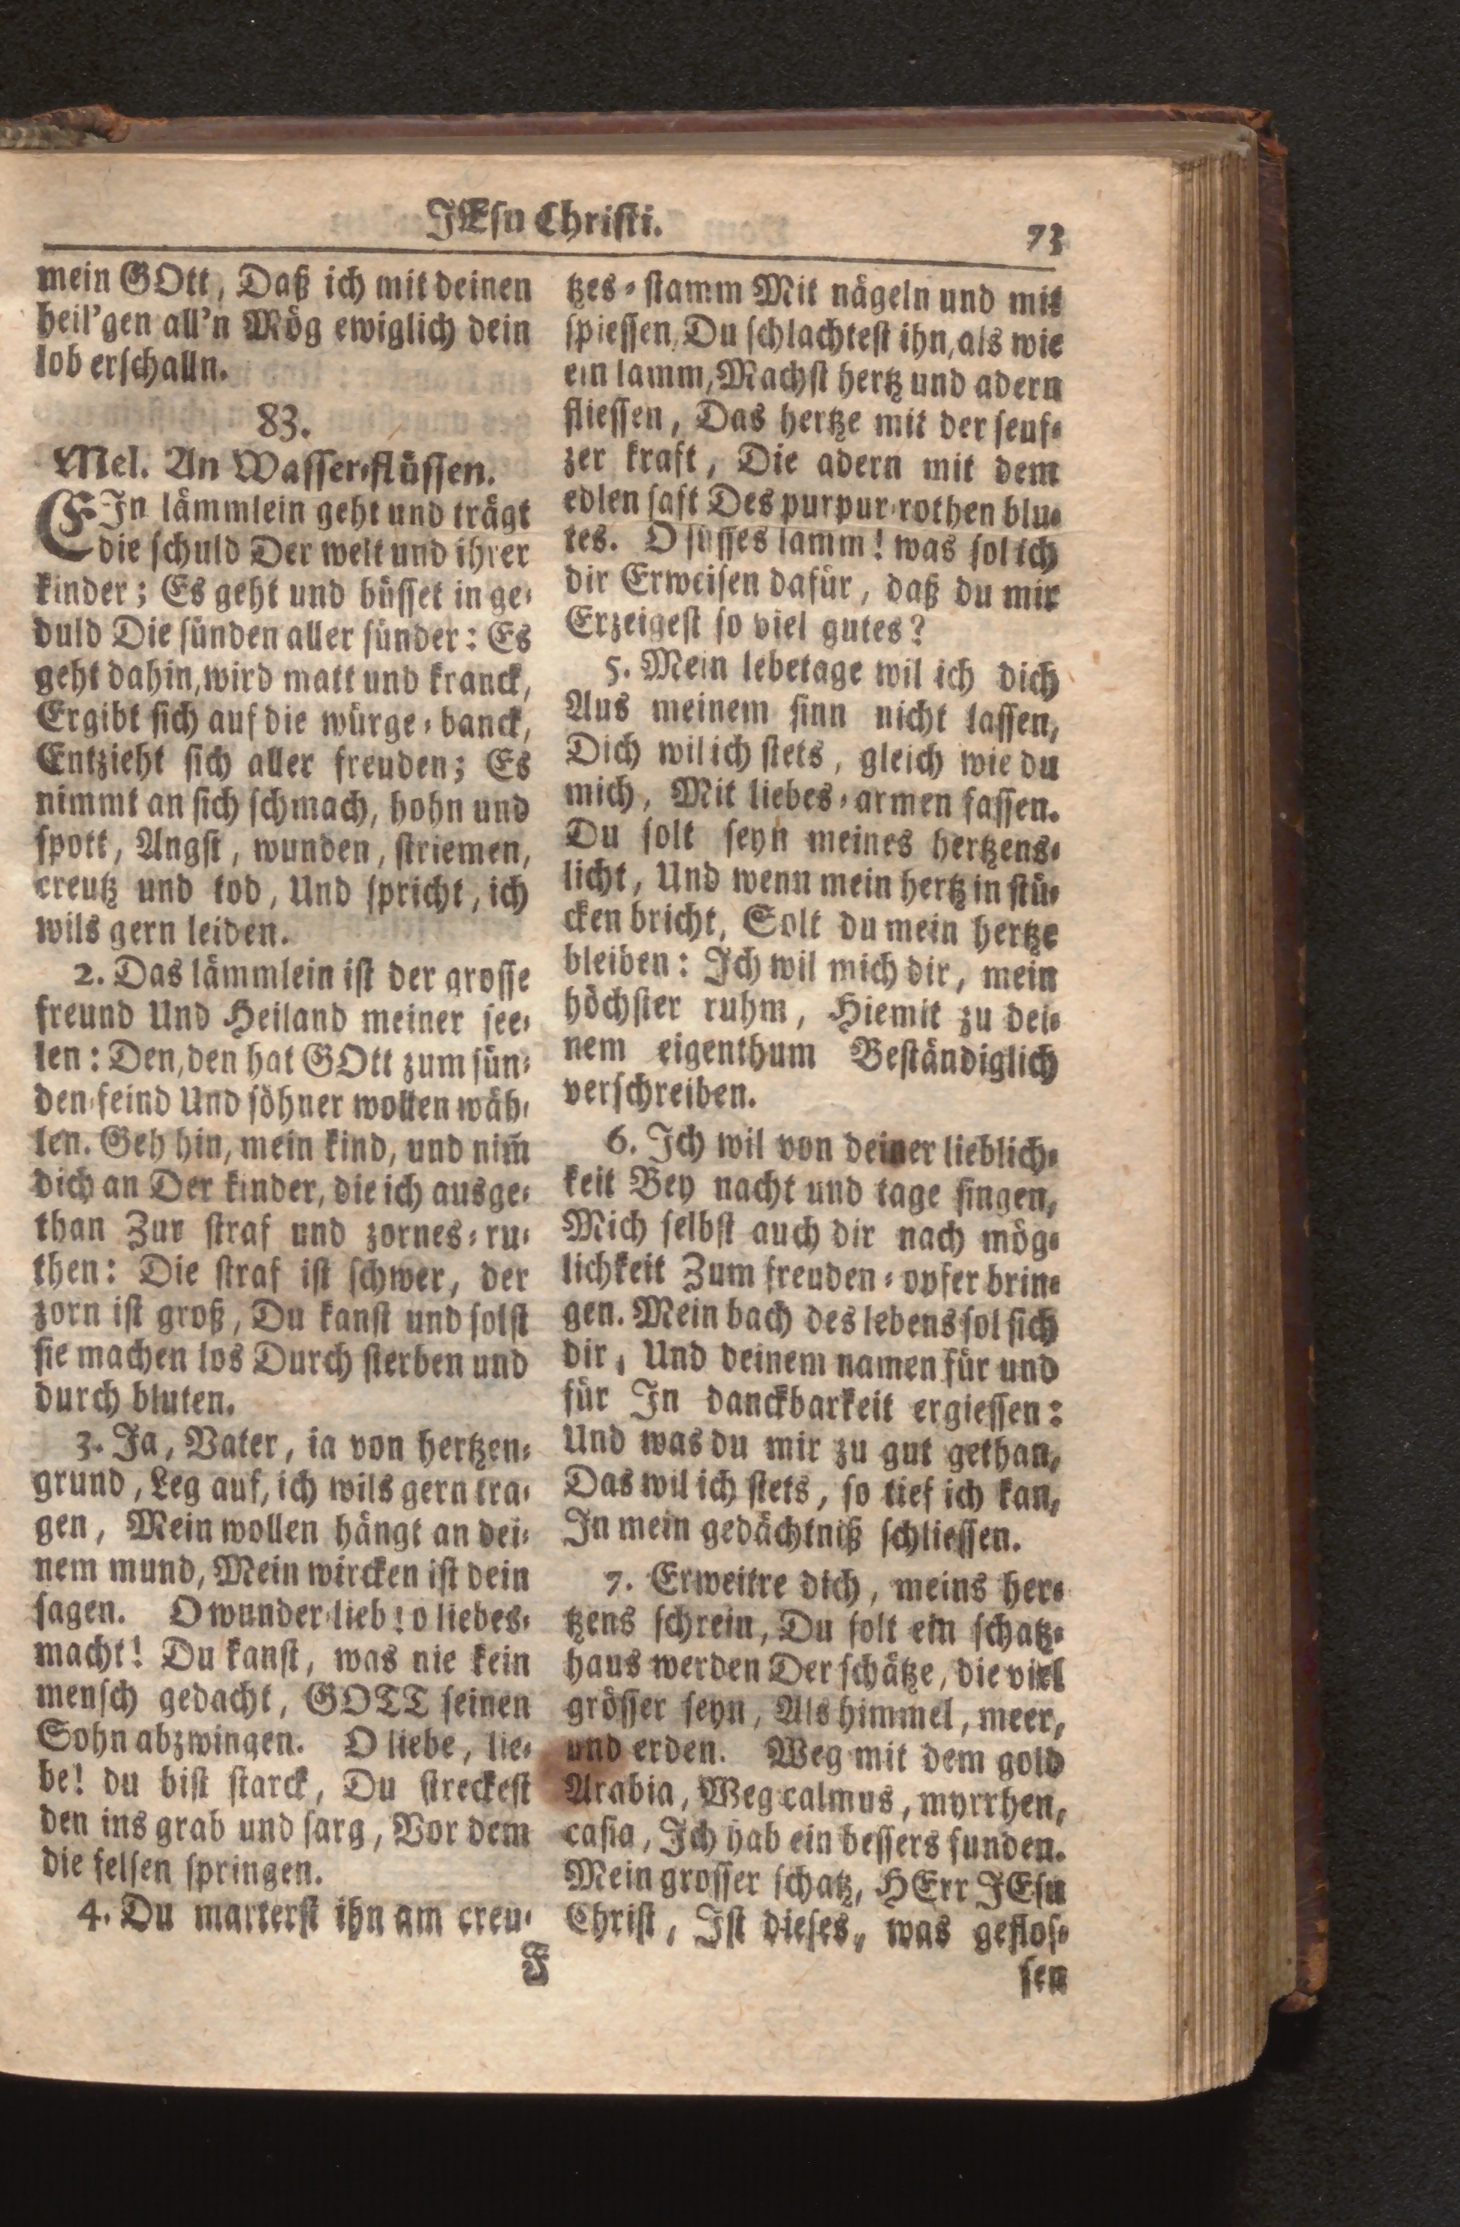 JEsu Christi.
73
mein GOtt, Daß ich mit deinen
heil'gen all'n Mög ewiglich dein
lob erschalln.
83.
Mel. An Wasser-flüssen.
EJn lämmlein geht und trägt
die schuld Der welt und ihrer
kinder; Es geht und büsset in ge-
duld Die sünden aller sünder: Es
geht dahin, wird matt und kranck,
Ergibt sich auf die würge-banck,
Entzieht sich aller freuden; Es
nimmt an sich schmach, hohn und
spott, Angst, wunden, striemen,
creutz und tod, Und spricht, ich
wils gern leiden.
2. Das lämmlein ist der grosse
freund Und Heiland meiner see-
len: Den, den hat GOtt zum sün-
den-feind Und söhner wollen wäh-
len. Geh hin, mein kind, und nim̃
dich an Der kinder, die ich ausge-
than Zur straf und zornes-ru-
then: Die straf ist schwer, der
zorn ist groß, Du kanst und solst
sie machen los Durch sterben und
durch bluten.
3. Ja, Vater, ia von hertzen-
grund, Leg auf, ich wils gern tra-
gen, Mein wollen hängt an dei-
nem mund, Mein wircken ist dein
sagen. O wunder-lieb! o liebes-
macht! Du kanst, was nie kein
mensch gedacht, GOTT seinen
Sohn abzwingen. O liebe, lie-
be! du bist starck, Du streckest
den ins grab und sarg, Vor dem
die felsen springen.
4. Du marterst ihn am creu-
F
tzes-stamm Mit nägeln und mit
spiessen, Du schlachtest ihn, als wie
ein lamm, Machst hertz und adern
fliessen, Das hertze mit der seuf-
zer kraft, Die adern mit dem
edlen saft Des purpur-rothen blu-
tes. O süsses lamm! was sol ich
dir Erweisen dafür, daß du mir
Erzeigest so viel gutes?
5. Mein lebetage wil ich dich
Aus meinem sinn nicht lassen,
Dich wil ich stets, gleich wie du
mich, Mit liebes-armen fassen.
Du solt seyn meines hertzens-
licht, Und wenn mein hertz in stü-
cken bricht, Solt du mein hertze
bleiben: Jch wil mich dir, mein
höchster ruhm, Hiemit zu dei-
nem eigenthum Beständiglich
verschreiben.
6. Jch wil von deiner lieblich-
keit Bey nacht und tage singen,
Mich selbst auch dir nach mög-
lichkeit Zum freuden-opfer brin-
gen. Mein bach des lebens sol sich
dir, Und deinem namen für und
für Jn danckbarkeit ergiessen:
Und was du mir zu gut gethan,
Das wil ich stets, so tief ich kan,
Jn mein gedächtniß schliessen.
7. Erweitre dich, meins her-
tzens schrein, Du solt ein schatz-
haus werden Der schätze, die viel
grösser seyn, Als himmel, meer,
und erden. Weg mit dem gold
Arabia, Weg calmus, myrrhen,
casia, Jch hab ein bessers funden.
Mein grosser schatz, HErr JEsu
Christ, Jst dieses, was geflos-
sen